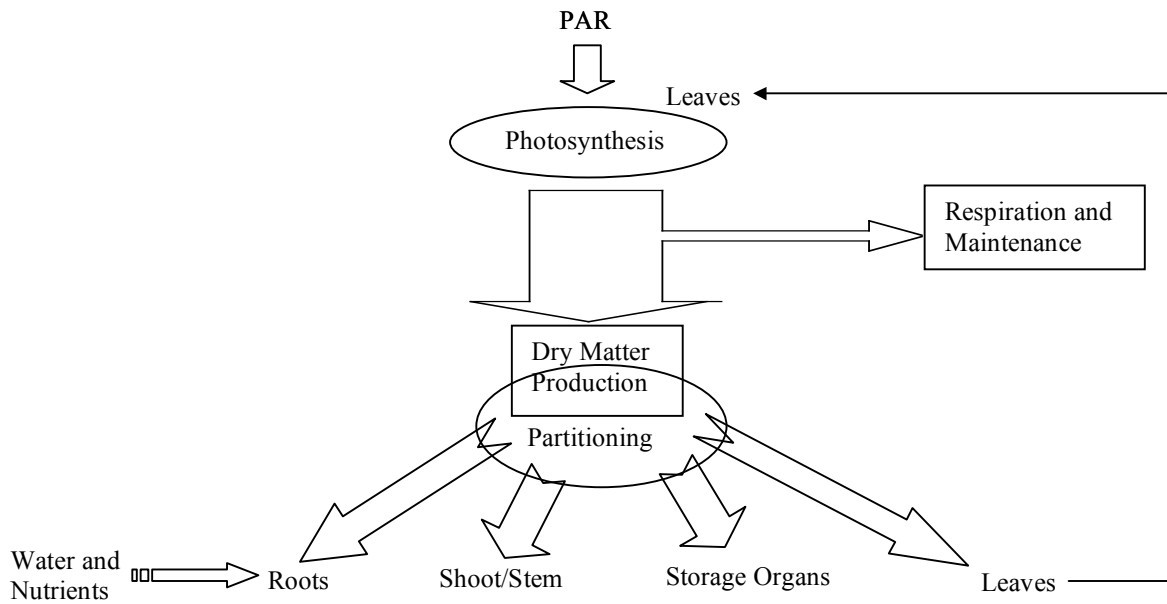 PAR
Leaves
Photosynthesis
Respiration and
Maintenance
Dry Matter
Production
Partitioning
Water and
Nutrients
Roots
Shoot/Stem
Storage Organs
Leaves